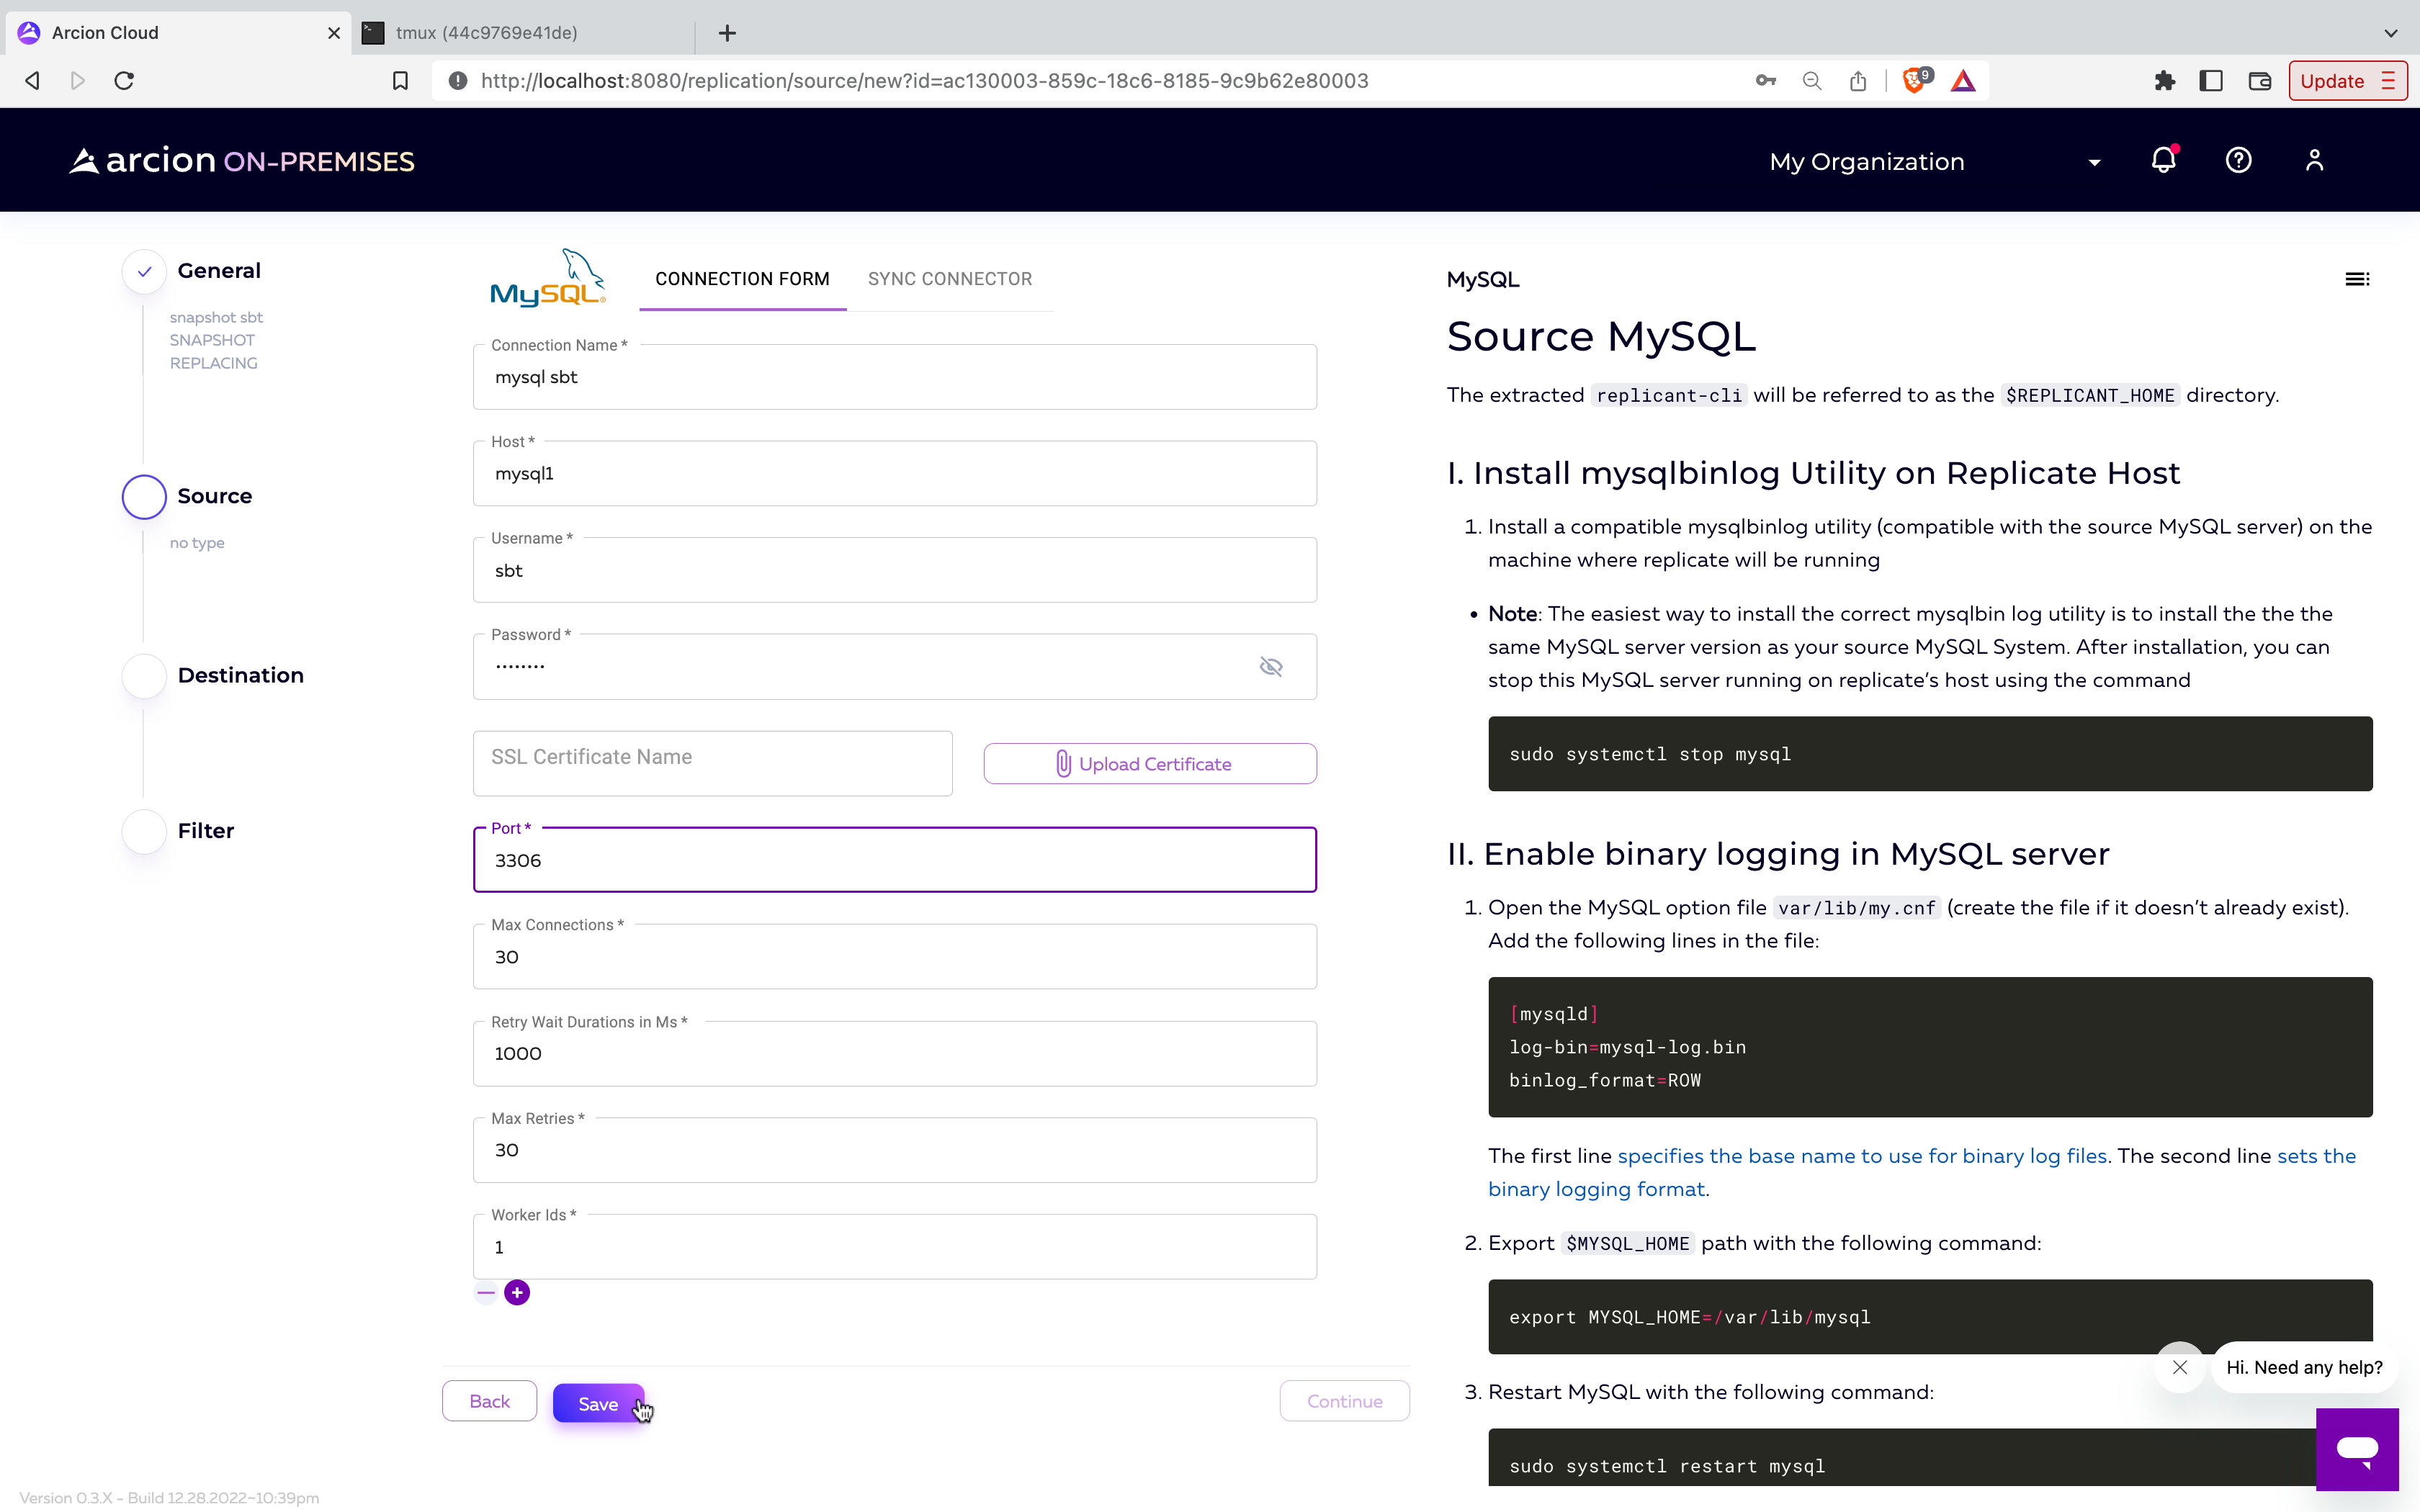 Arcion Cloud
tmux (44c9769e41de)
http://localhost:8080/replication/source/new?id=ac130003-859c-18c6-8185-9c9b62e80003
9
Update
arcion ON-PREMISES
My Organization
General
snapshot sbt
SNAPSHOT
REPLACING
Source
no type
Destination
Filter
MySQL®
CONNECTION FORM
SYNC CONNECTOR
Connection Name *
mysql sbt
Host *
mysql1
Username *
sbt
Password *
••••••••
SSL Certificate Name
Upload Certificate
Port *
3306
Max Connections *
30
Retry Wait Durations in Ms *
1000
Max Retries *
30
Worker Ids *
1
Back
Save
Continue
MySQL
Source MySQL
The extracted replicant-cli will be referred to as the $REPLICANT_HOME directory.
I. Install mysqlbinlog Utility on Replicate Host
1. Install a compatible mysqlbinlog utility (compatible with the source MySQL server) on the
machine where replicate will be running
• Note: The easiest way to install the correct mysqlbin log utility is to install the the the
same MySQL server version as your source MySQL System. After installation, you can
stop this MySQL server running on replicate’s host using the command
sudo systemctl stop mysql
II. Enable binary logging in MySQL server
1. Open the MySQL option file var/lib/my.cnf (create the file if it doesn’t already exist).
Add the following lines in the file:
[mysqld]
log-bin=mysql-log.bin
binlog_format=ROW
The first line specifies the base name to use for binary log files. The second line sets the
binary logging format.
2. Export $MYSQL_HOME path with the following command:
export MYSQL_HOME=/var/lib/mysql
3. Restart MySQL with the following command:
sudo systemctl restart mysql
Hi. Need any help?
Version 0.3.X - Build 12.28.2022~10:39pm